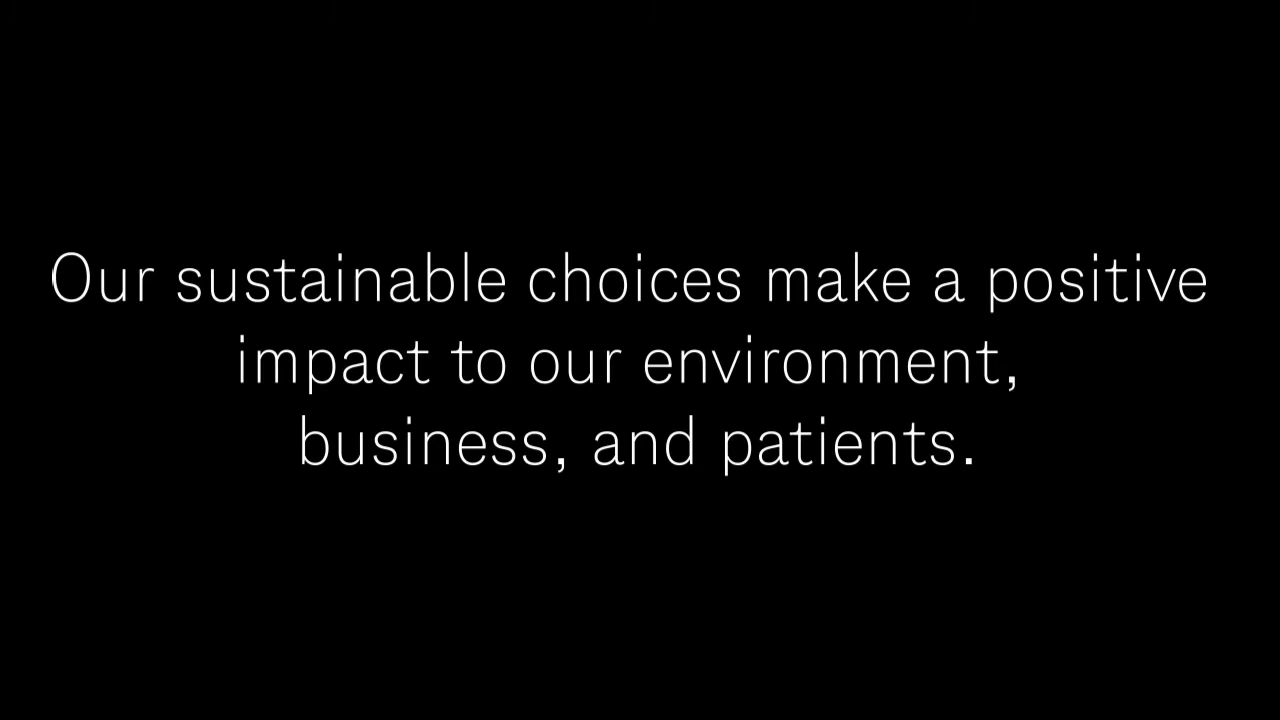 Our sustainable choices make a positive
impact to our environment,
business, and patients.